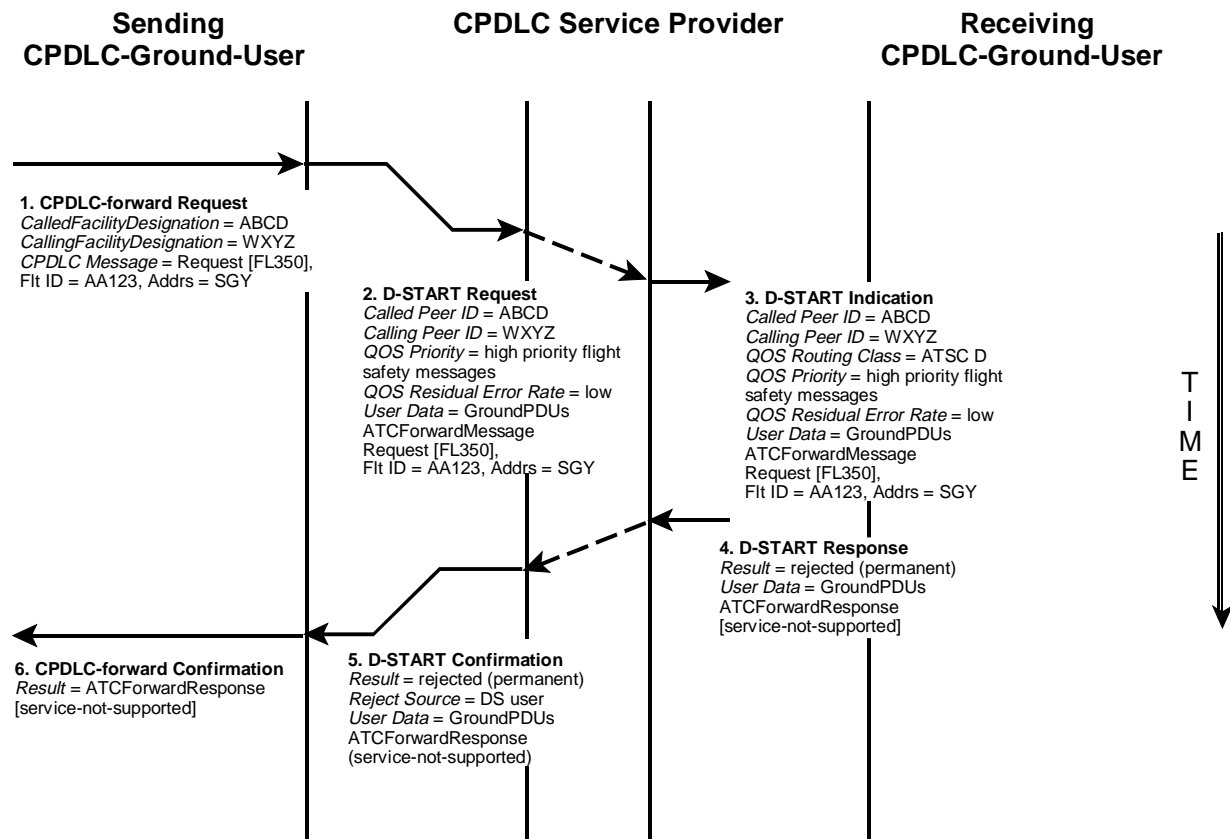 Sending
CPDLC-Ground-User
CPDLC Service Provider
Receiving
CPDLC-Ground-User
1. CPDLC-forward Request
CalledFacilityDesignation = ABCD
CallingFacilityDesignation = WXYZ
CPDLC Message = Request [FL350],
Flt ID = AA123, Addrs = SGY
2. D-START Request
Called Peer ID = ABCD
Calling Peer ID = WXYZ
QOS Priority = high priority flight
safety messages
QOS Residual Error Rate = low
User Data = GroundPDUs
ATCForwardMessage
Request [FL350],
Flt ID = AA123, Addrs = SGY
3. D-START Indication
Called Peer ID = ABCD
Calling Peer ID = WXYZ
QOS Routing Class = ATSC D
QOS Priority = high priority flight
safety messages
QOS Residual Error Rate = low
User Data = GroundPDUs
ATCForwardMessage
Request [FL350],
Flt ID = AA123, Addrs = SGY
T
I
M
E
4. D-START Response
Result = rejected (permanent)
User Data = GroundPDUs
ATCForwardResponse
[service-not-supported]
5. D-START Confirmation
Result = rejected (permanent)
Reject Source = DS user
User Data = GroundPDUs
ATCForwardResponse
(service-not-supported)
6. CPDLC-forward Confirmation
Result = ATCForwardResponse
[service-not-supported]